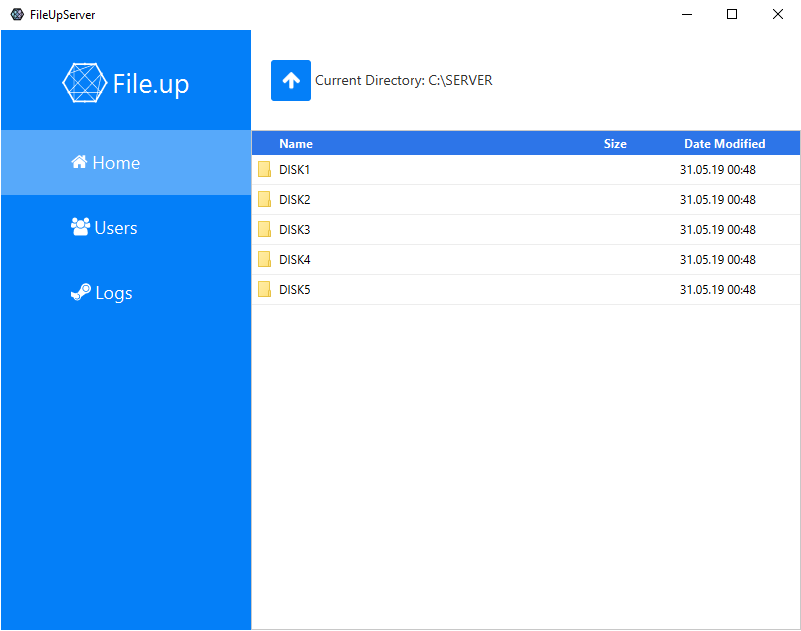 FileUpServer
File.up
Home
Users
Logs
Current Directory: C:\SERVER
Name Size Date Modified
DISK1 31.05.19 00:48
DISK2 31.05.19 00:48
DISK3 31.05.19 00:48
DISK4 31.05.19 00:48
DISK5 31.05.19 00:48